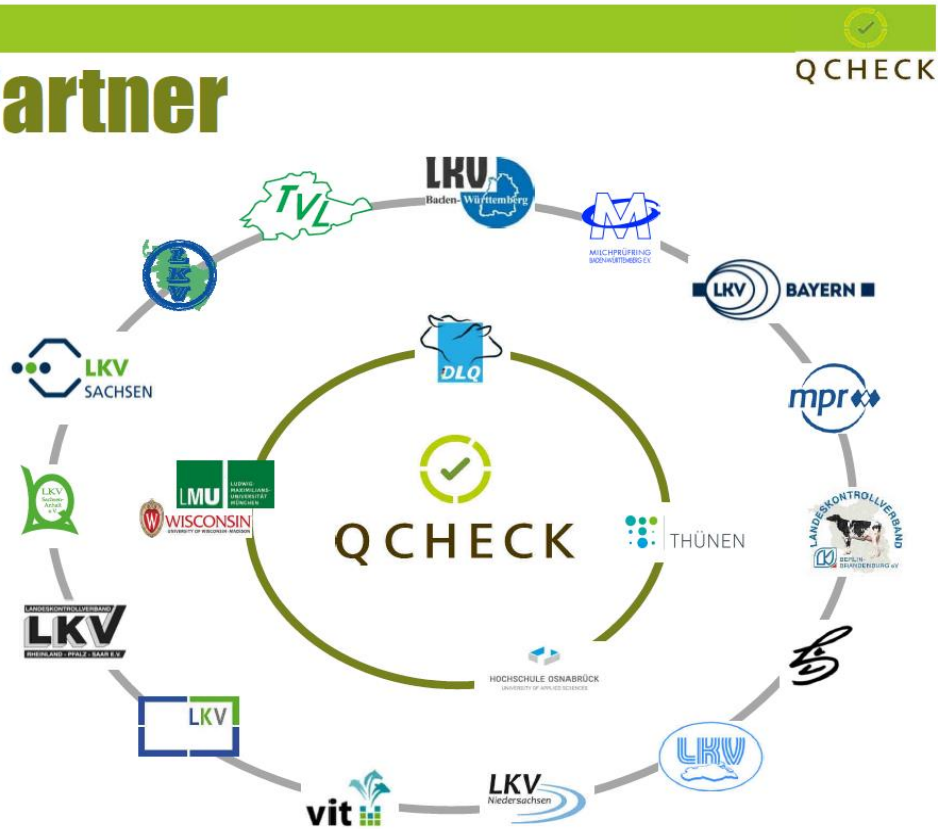 QCHECK
artner
LKV
Baden-Württemberg
TVL
M
MILCHPRÜFRING
BADEN-WÜRTTEMBERG E.V.
LKV
LKV BAYERN
DLQ
LKV
SACHSEN
mpr
LKV
Sachsen-
Anhalt
e.V.
LMU
LUDWIG-
MAXIMILIANS-
UNIVERSITÄT
MÜNCHEN
W WISCONSIN
UNIVERSITY OF WISCONSIN-MADISON
QCHECK
THÜNEN
LANDESKONTROLLVERBAND
BERLIN-
BRANDENBURG eV
LANDESKONTROLLVERBAND
LKV
RHEINLAND - PFALZ - SAAR E.V.
HOCHSCHULE OSNABRÜCK
UNIVERSITY OF APPLIED SCIENCES
LKV
LKV
vit
LKV
Niedersachsen